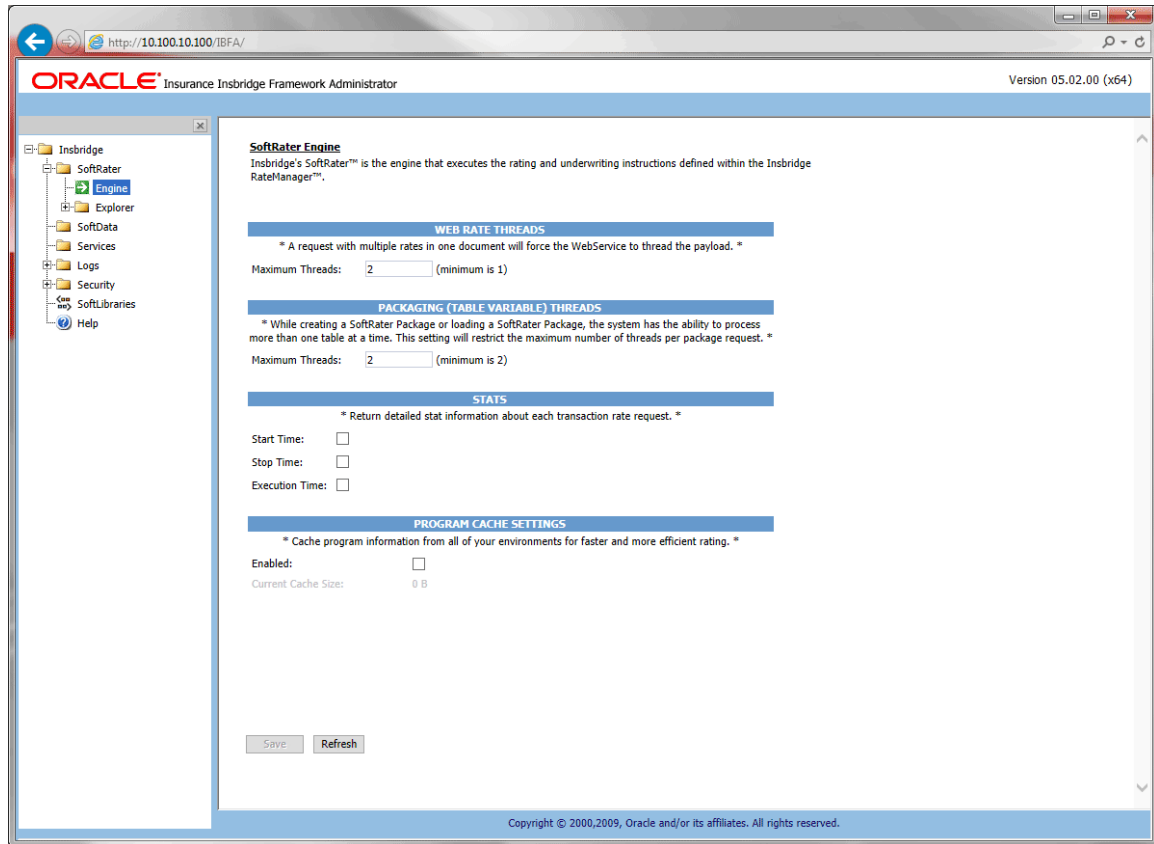 http://10.100.10.100/IBFA/
ORACLE Insurance Insbridge Framework Administrator
Version 05.02.00 (x64)
Insbridge
SoftRater
Engine
Explorer
SoftData
Services
Logs
Security
SoftLibraries
Help
SoftRater Engine
Insbridge's SoftRater™ is the engine that executes the rating and underwriting instructions defined within the Insbridge
RateManager™.
WEB RATE THREADS
* A request with multiple rates in one document will force the WebService to thread the payload. *
Maximum Threads: 2 (minimum is 1)
PACKAGING (TABLE VARIABLE) THREADS
* While creating a SoftRater Package or loading a SoftRater Package, the system has the ability to process
more than one table at a time. This setting will restrict the maximum number of threads per package request. *
Maximum Threads: 2 (minimum is 2)
STATS
* Return detailed stat information about each transaction rate request. *
Start Time:
Stop Time:
Execution Time:
PROGRAM CACHE SETTINGS
* Cache program information from all of your environments for faster and more efficient rating. *
Enabled:
Current Cache Size: 0 B
Save Refresh
Copyright © 2000,2009, Oracle and/or its affiliates. All rights reserved.